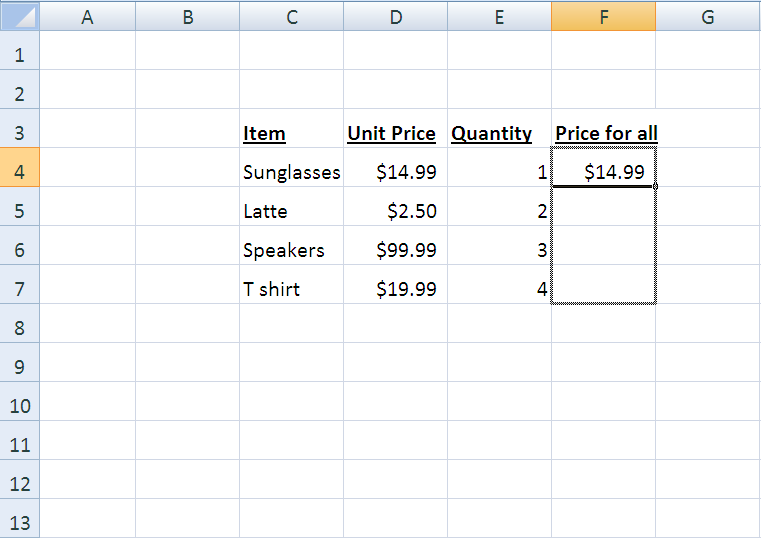 A B C D E F G
1
2
3 Item Unit Price Quantity Price for all
4 Sunglasses $14.99 1 $14.99
5 Latte $2.50 2
6 Speakers $99.99 3
7 T shirt $19.99 4
8
9
10
11
12
13